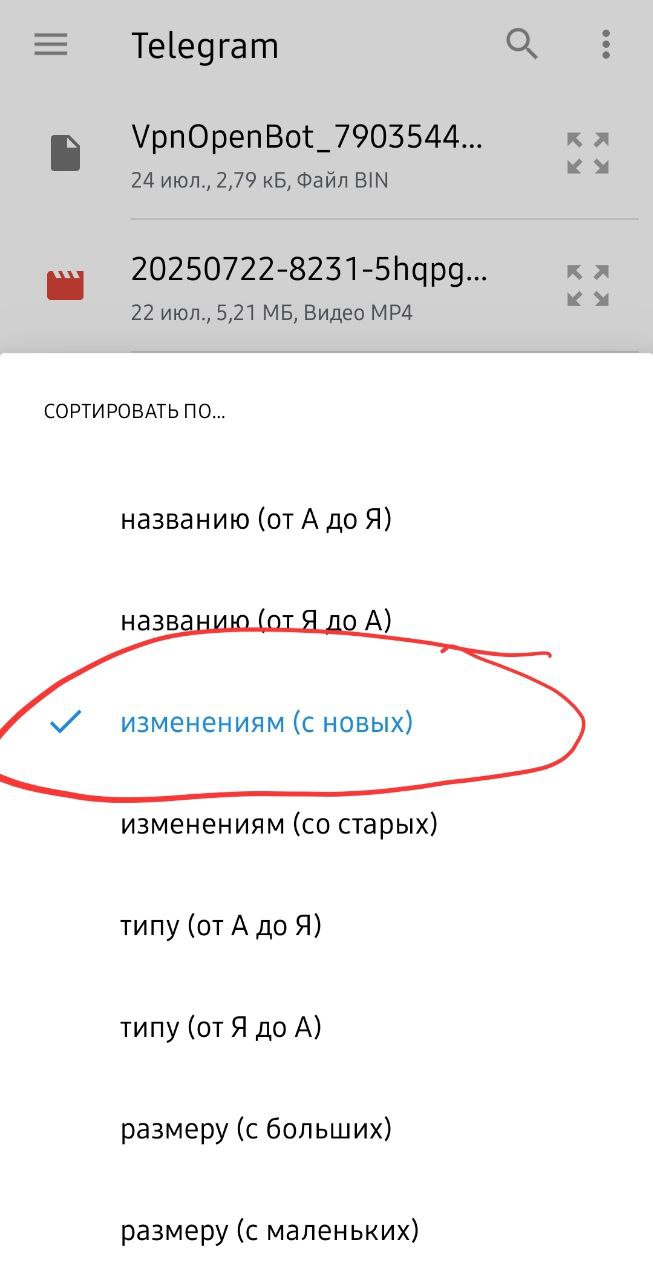 Telegram
VpnOpenBot_7903544...
24 июл., 2,79 кБ, Файл BIN
20250722-8231-5hqpg...
22 июл., 5,21 МБ, Видео MP4
СОРТИРОВАТЬ ПО...
названию (от А до Я)
названию (от Я до А)
изменениям (с новых)
изменениям (со старых)
типу (от А до Я)
типу (от Я до А)
размеру (с больших)
размеру (с маленьких)